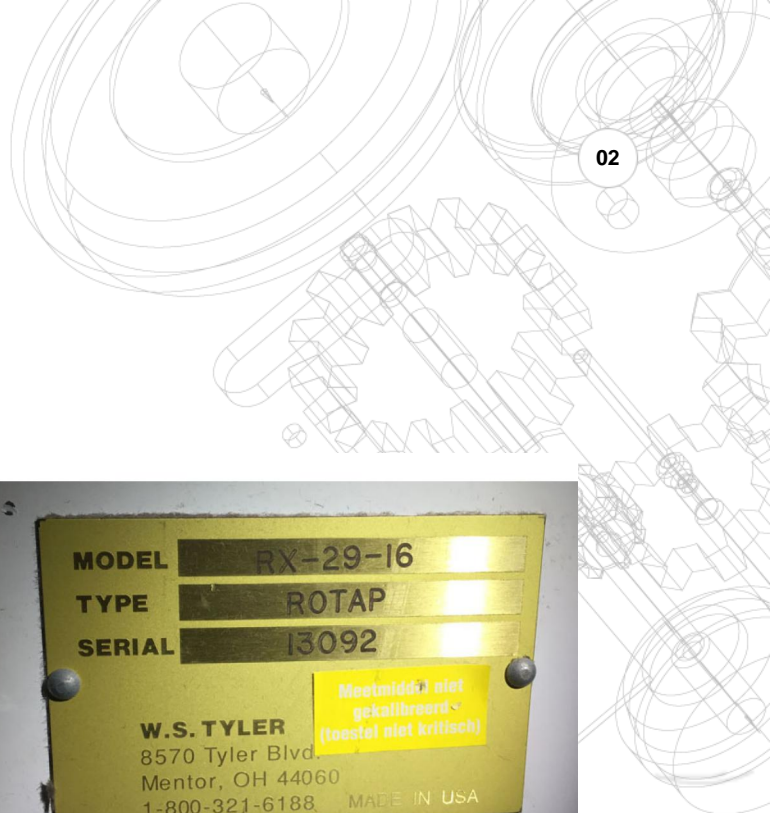 02
MODEL RX-29-16
TYPE ROTAP
SERIAL 13092
Meetmiddel niet
gekalibreerd
(toestel niet kritisch)
W.S. TYLER
8570 Tyler Blvd.
Mentor, OH 44060
1-800-321-6188 MADE IN USA